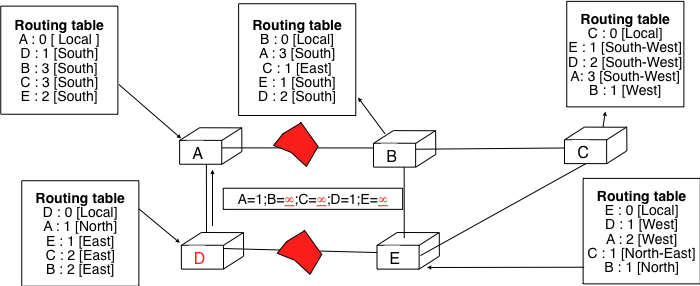 Routing table
A : 0 [ Local ]
D : 1 [South]
B : 3 [South]
C : 3 [South]
E : 2 [South]
Routing table
B : 0 [Local]
A : 3 [South]
C : 1 [East]
E : 1 [South]
D : 2 [South]
Routing table
C : 0 [Local]
E : 1 [South-West]
D : 2 [South-West]
A: 3 [South-West]
B : 1 [West]
A
B
C
A=1;B=∞;C=∞;D=1;E=∞
Routing table
D : 0 [Local]
A : 1 [North]
E : 1 [East]
C : 2 [East]
B : 2 [East]
D
E
Routing table
E : 0 [Local]
D : 1 [West]
A : 2 [West]
C : 1 [North-East]
B : 1 [North]